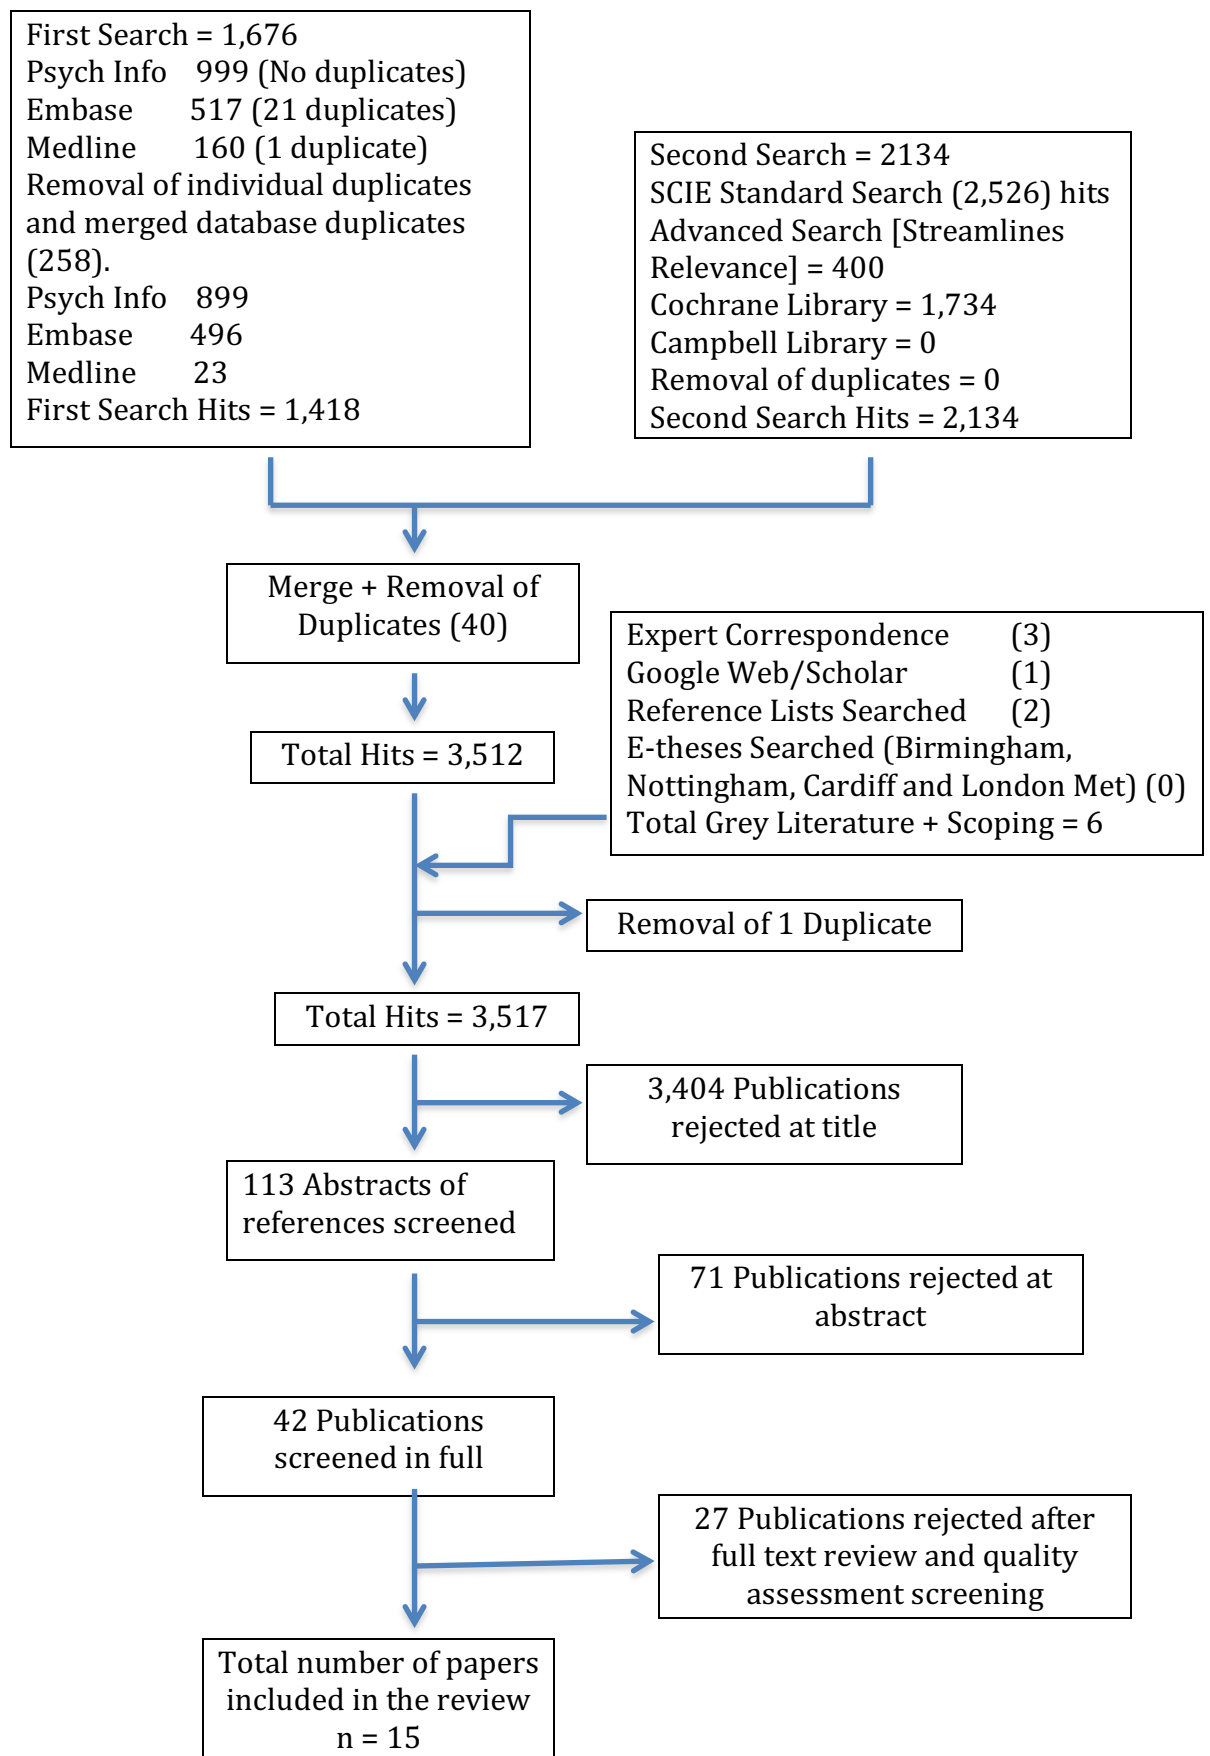 First Search = 1,676
Psych Info 999 (No duplicates)
Embase 517 (21 duplicates)
Medline 160 (1 duplicate)
Removal of individual duplicates
and merged database duplicates
(258).
Psych Info 899
Embase 496
Medline 23
First Search Hits = 1,418
Second Search = 2134
SCIE Standard Search (2,526) hits
Advanced Search [Streamlines
Relevance] = 400
Cochrane Library = 1,734
Campbell Library = 0
Removal of duplicates = 0
Second Search Hits = 2,134
Merge + Removal of
Duplicates (40)
Expert Correspondence (3)
Google Web/Scholar (1)
Reference Lists Searched (2)
E-theses Searched (Birmingham,
Nottingham, Cardiff and London Met) (0)
Total Grey Literature + Scoping = 6
Total Hits = 3,512
Removal of 1 Duplicate
Total Hits = 3,517
3,404 Publications
rejected at title
113 Abstracts of
references screened
71 Publications rejected at
abstract
42 Publications
screened in full
27 Publications rejected after
full text review and quality
assessment screening
Total number of papers
included in the review
n = 15